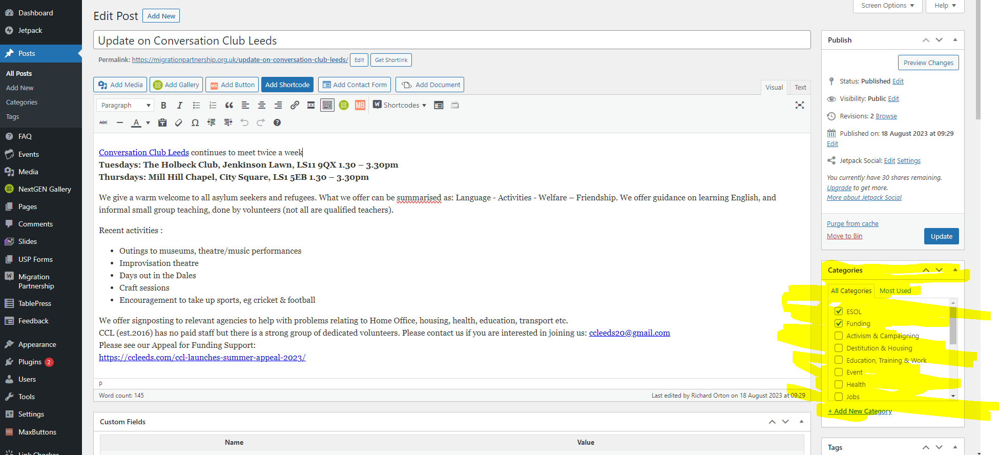 Dashboard
Jetpack
Posts
All Posts
Add New
Categories
Tags
FAQ
Events
Media
NextGEN Gallery
Pages
Comments
Slides
USP Forms
Migration
Partnership
TablePress
Feedback
Appearance
Plugins 2
Users
Tools
Settings
MaxButtons
Link Checker
Screen Options
Help
Edit Post
Add New
Update on Conversation Club Leeds
Permalink: https://migrationpartnership.org.uk/update-on-conversation-club-leeds/ Edit Get Shortlink
Add Media
Add Gallery
MB Add Button
Add Shortcode
Add Contact Form
Add Document
Visual Text
Paragraph B I MB W Shortcodes
ABC A Ω
Conversation Club Leeds continues to meet twice a week
Tuesdays: The Holbeck Club, Jenkinson Lawn, LS11 9QX 1.30 – 3.30pm
Thursdays: Mill Hill Chapel, City Square, LS1 5EB 1.30 – 3.30pm
We give a warm welcome to all asylum seekers and refugees. What we offer can be summarised as: Language - Activities - Welfare – Friendship. We offer guidance on learning English, and
informal small group teaching, done by volunteers (not all are qualified teachers).
Recent activities :
• Outings to museums, theatre/music performances
• Improvisation theatre
• Days out in the Dales
• Craft sessions
• Encouragement to take up sports, eg cricket & football
We offer signposting to relevant agencies to help with problems relating to Home Office, housing, health, education, transport etc.
CCL (est.2016) has no paid staff but there is a strong group of dedicated volunteers. Please contact us if you are interested in joining us: ccleeds20@gmail.com
Please see our Appeal for Funding Support:
https://ccleeds.com/ccl-launches-summer-appeal-2023/
P
Word count: 145
Last edited by Richard Orton on 18 August 2023 at 09:29
Custom Fields
Name Value
Publish
Preview Changes
Status: Published Edit
Visibility: Public Edit
Revisions: 2 Browse
Published on: 18 August 2023 at 09:29
Edit
Jetpack Social: Edit Settings
You currently have 30 shares remaining.
Upgrade to get more.
More about Jetpack Social
Purge from cache
Move to Bin
Update
Categories
All Categories Most Used
ESOL
Funding
Activism & Campaigning
Destitution & Housing
Education, Training & Work
Event
Health
Jobs
+ Add New Category
Tags